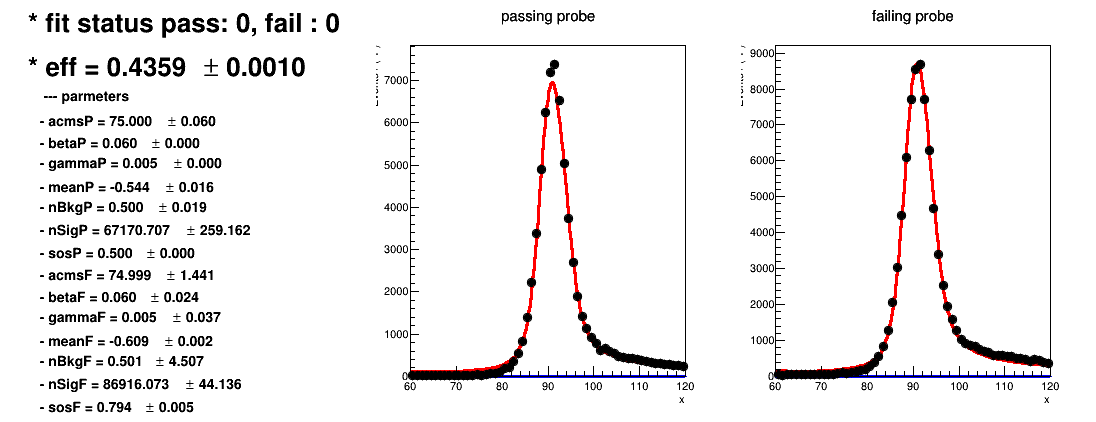 * fit status pass: 0, fail : 0
* eff = 0.4359 ± 0.0010
--- parmeters
- acmsP = 75.000 ± 0.060
- betaP = 0.060 ± 0.000
- gammaP = 0.005 ± 0.000
- meanP = -0.544 ± 0.016
- nBkgP = 0.500 ± 0.019
- nSigP = 67170.707 ± 259.162
- sosP = 0.500 ± 0.000
- acmsF = 74.999 ± 1.441
- betaF = 0.060 ± 0.024
- gammaF = 0.005 ± 0.037
- meanF = -0.609 ± 0.002
- nBkgF = 0.501 ± 4.507
- nSigF = 86916.073 ± 44.136
- sosF = 0.794 ± 0.005
passing probe
7000
6000
5000
4000
3000
2000
1000
0
60 70 80 90 100 110 120
x
failing probe
9000
8000
7000
6000
5000
4000
3000
2000
1000
0
60 70 80 90 100 110 120
x